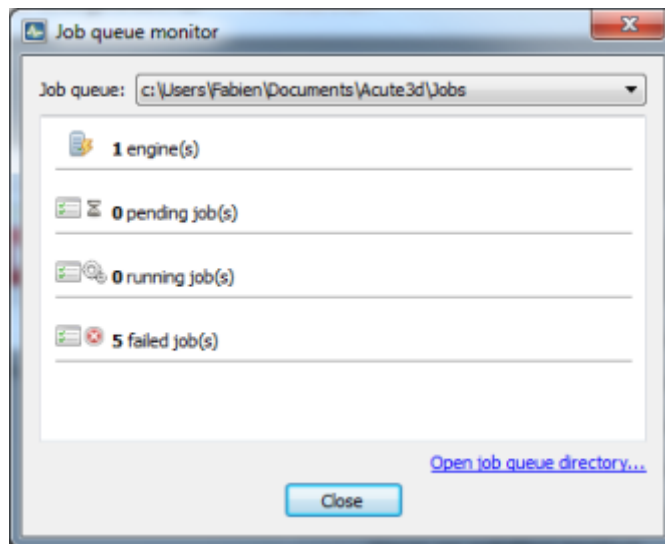 Job queue monitor
Job queue: c:\Users\Fabien\Documents\Acute3d\Jobs
1 engine(s)
0 pending job(s)
0 running job(s)
5 failed job(s)
Open job queue directory...
Close